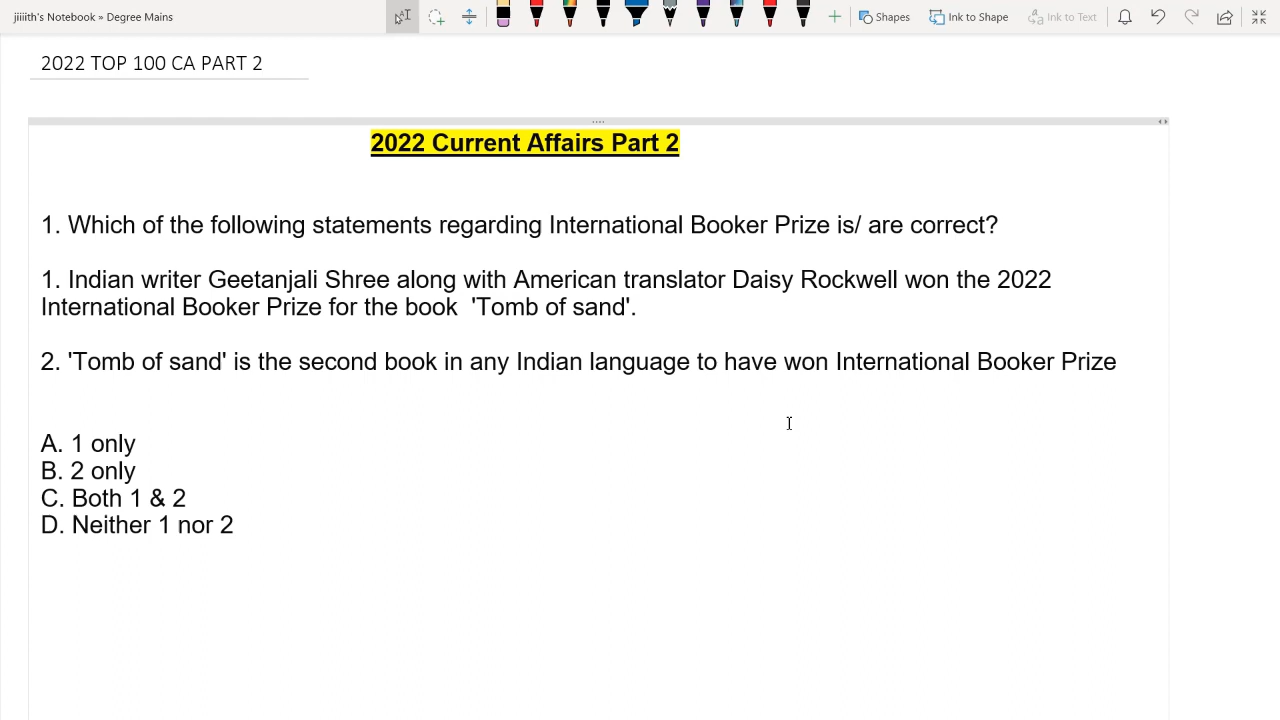 jiiiith's Notebook » Degree Mains
Shapes
Ink to Shape
Ink to Text
2022 TOP 100 CA PART 2
2022 Current Affairs Part 2
1. Which of the following statements regarding International Booker Prize is/ are correct?
1. Indian writer Geetanjali Shree along with American translator Daisy Rockwell won the 2022
International Booker Prize for the book  'Tomb of sand'.
2. 'Tomb of sand' is the second book in any Indian language to have won International Booker Prize
A. 1 only
B. 2 only
C. Both 1 & 2
D. Neither 1 nor 2